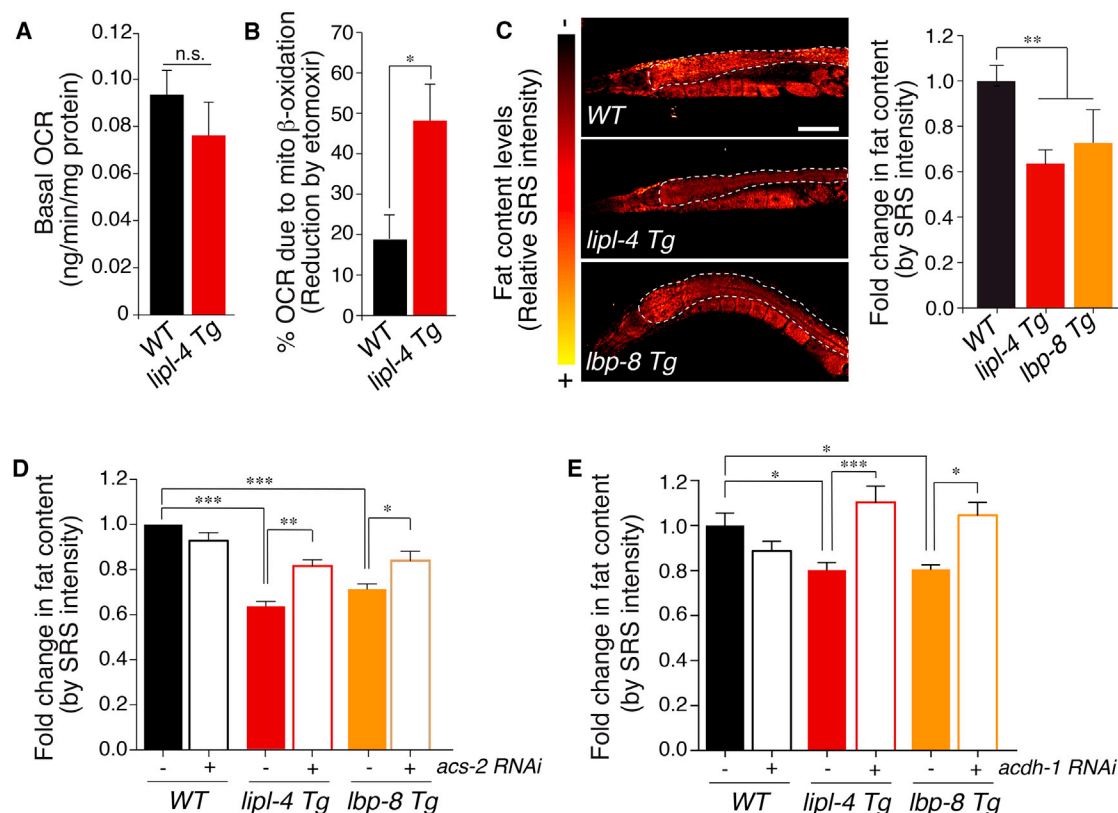 A
Basal OCR
(ng/min/mg protein)
0.12
0.10
0.08
0.06
0.04
0.02
0
n.s.
WT
lipl-4 Tg
B
% OCR due to mito β-oxidation
(Reduction by etomoxir)
70
60
50
40
30
20
10
0
*
WT
lipl-4 Tg
C
Fat content levels
(Relative SRS intensity)
-
+
WT
lipl-4 Tg
lbp-8 Tg
Fold change in fat content
(by SRS intensity)
1.2
1.0
0.8
0.6
0.4
0.2
0.0
**
WT
lipl-4 Tg
lbp-8 Tg
D
Fold change in fat content
(by SRS intensity)
1.2
1.0
0.8
0.6
0.4
0.2
0.0
***
***
**
*
- + - + - + acs-2 RNAi
WT lipl-4 Tg lbp-8 Tg
E
Fold change in fat content
(by SRS intensity)
1.2
1.0
0.8
0.6
0.4
0.2
0.0
*
*
***
*
- + - + - + acdh-1 RNAi
WT lipl-4 Tg lbp-8 Tg